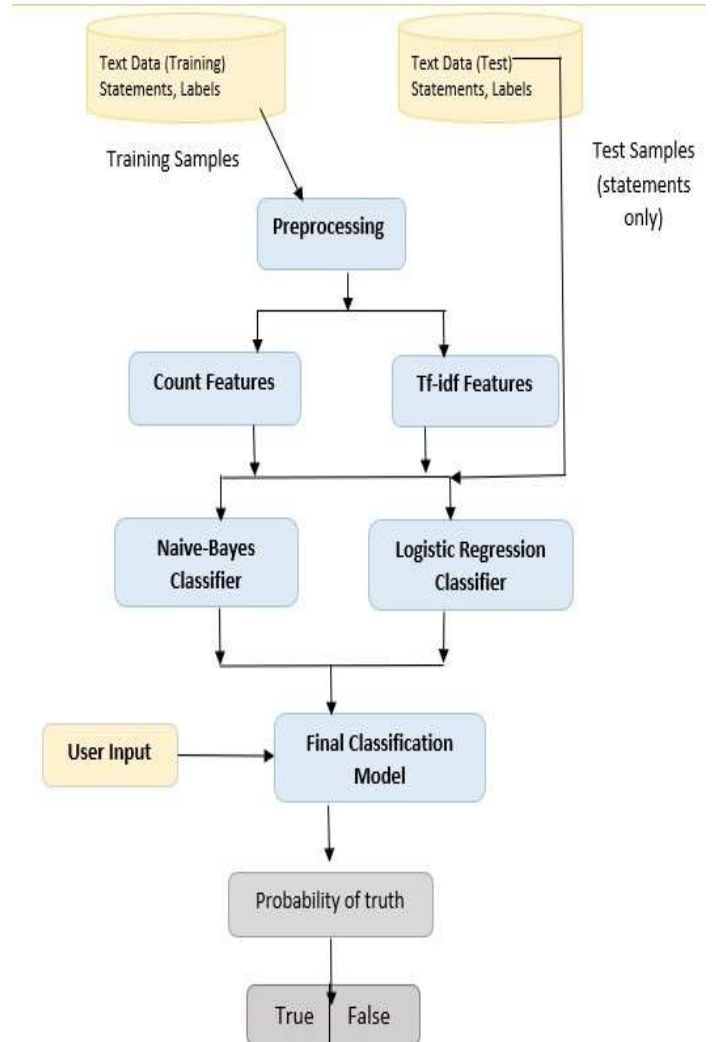 Text Data (Training)
Statements, Labels
Text Data (Test)
Statements, Labels
Training Samples
Test Samples
(statements
only)
Preprocessing
Count Features
Tf-idf Features
Naive-Bayes
Classifier
Logistic Regression
Classifier
User Input
Final Classification
Model
Probability of truth
True
False